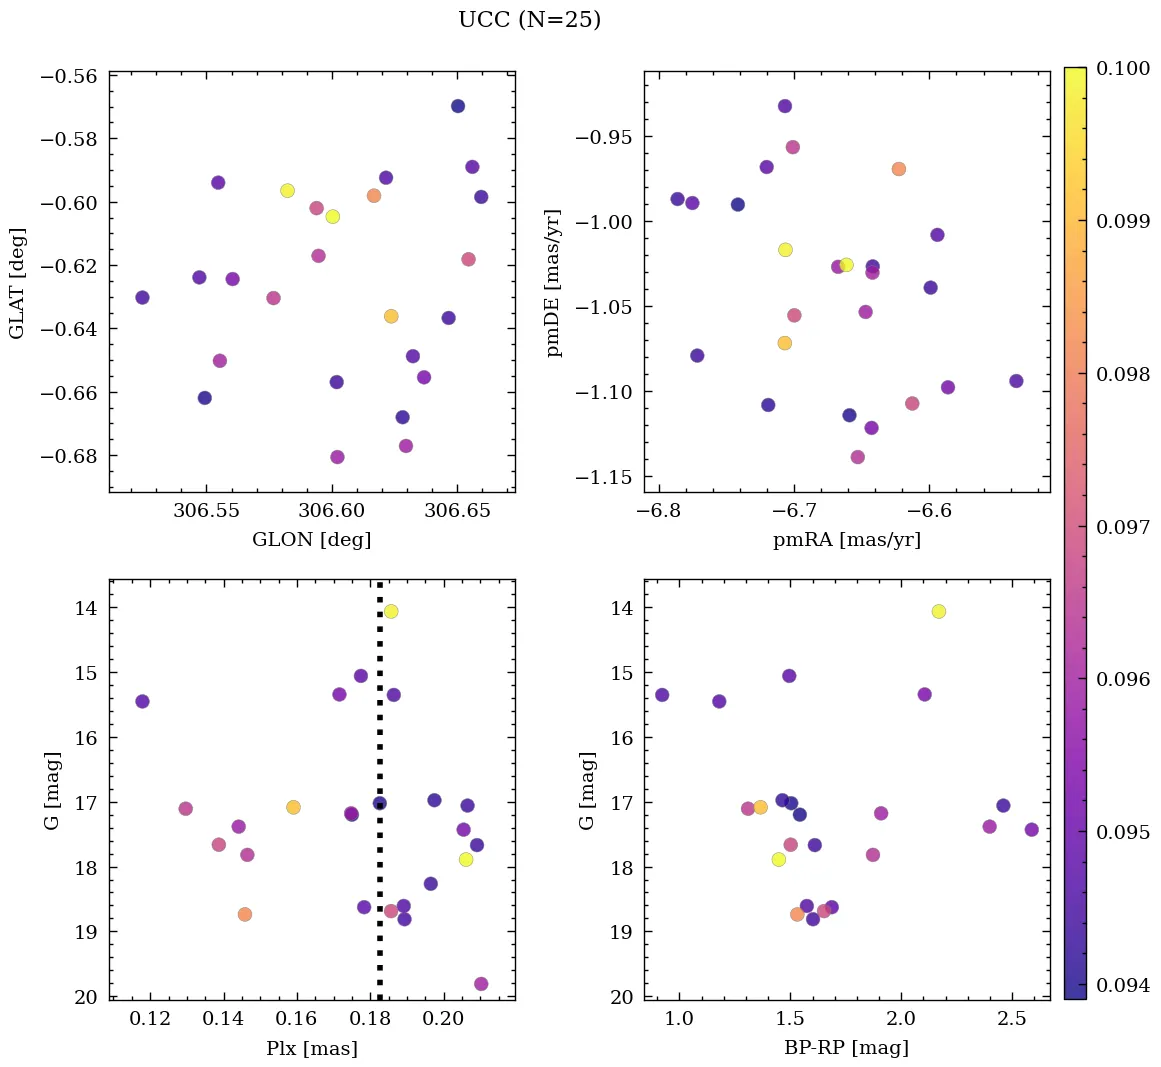 UCC (N=25)
−0.56
−0.58
−0.60
−0.62
−0.64
−0.66
−0.68
GLAT [deg]
306.55 306.60 306.65
GLON [deg]
−0.95
−1.00
−1.05
−1.10
−1.15
pmDE [mas/yr]
−6.8 −6.7 −6.6
pmRA [mas/yr]
14
15
16
17
18
19
20
G [mag]
0.12 0.14 0.16 0.18 0.20
Plx [mas]
14
15
16
17
18
19
20
G [mag]
1.0 1.5 2.0 2.5
BP-RP [mag]
0.100
0.099
0.098
0.097
0.096
0.095
0.094